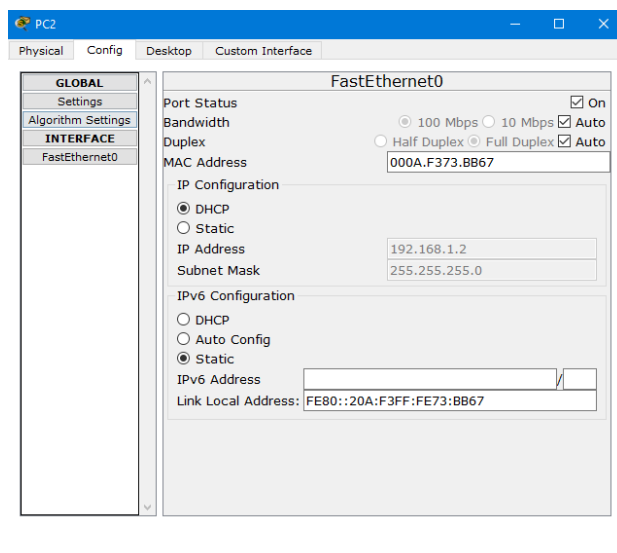 PC2
Physical Config Desktop Custom Interface
GLOBAL
Settings
Algorithm Settings
INTERFACE
FastEthernet0
FastEthernet0
Port Status On
Bandwidth 100 Mbps 10 Mbps Auto
Duplex Half Duplex Full Duplex Auto
MAC Address 000A.F373.BB67
IP Configuration
DHCP
Static
IP Address 192.168.1.2
Subnet Mask 255.255.255.0
IPv6 Configuration
DHCP
Auto Config
Static
IPv6 Address /
Link Local Address: FE80::20A:F3FF:FE73:BB67